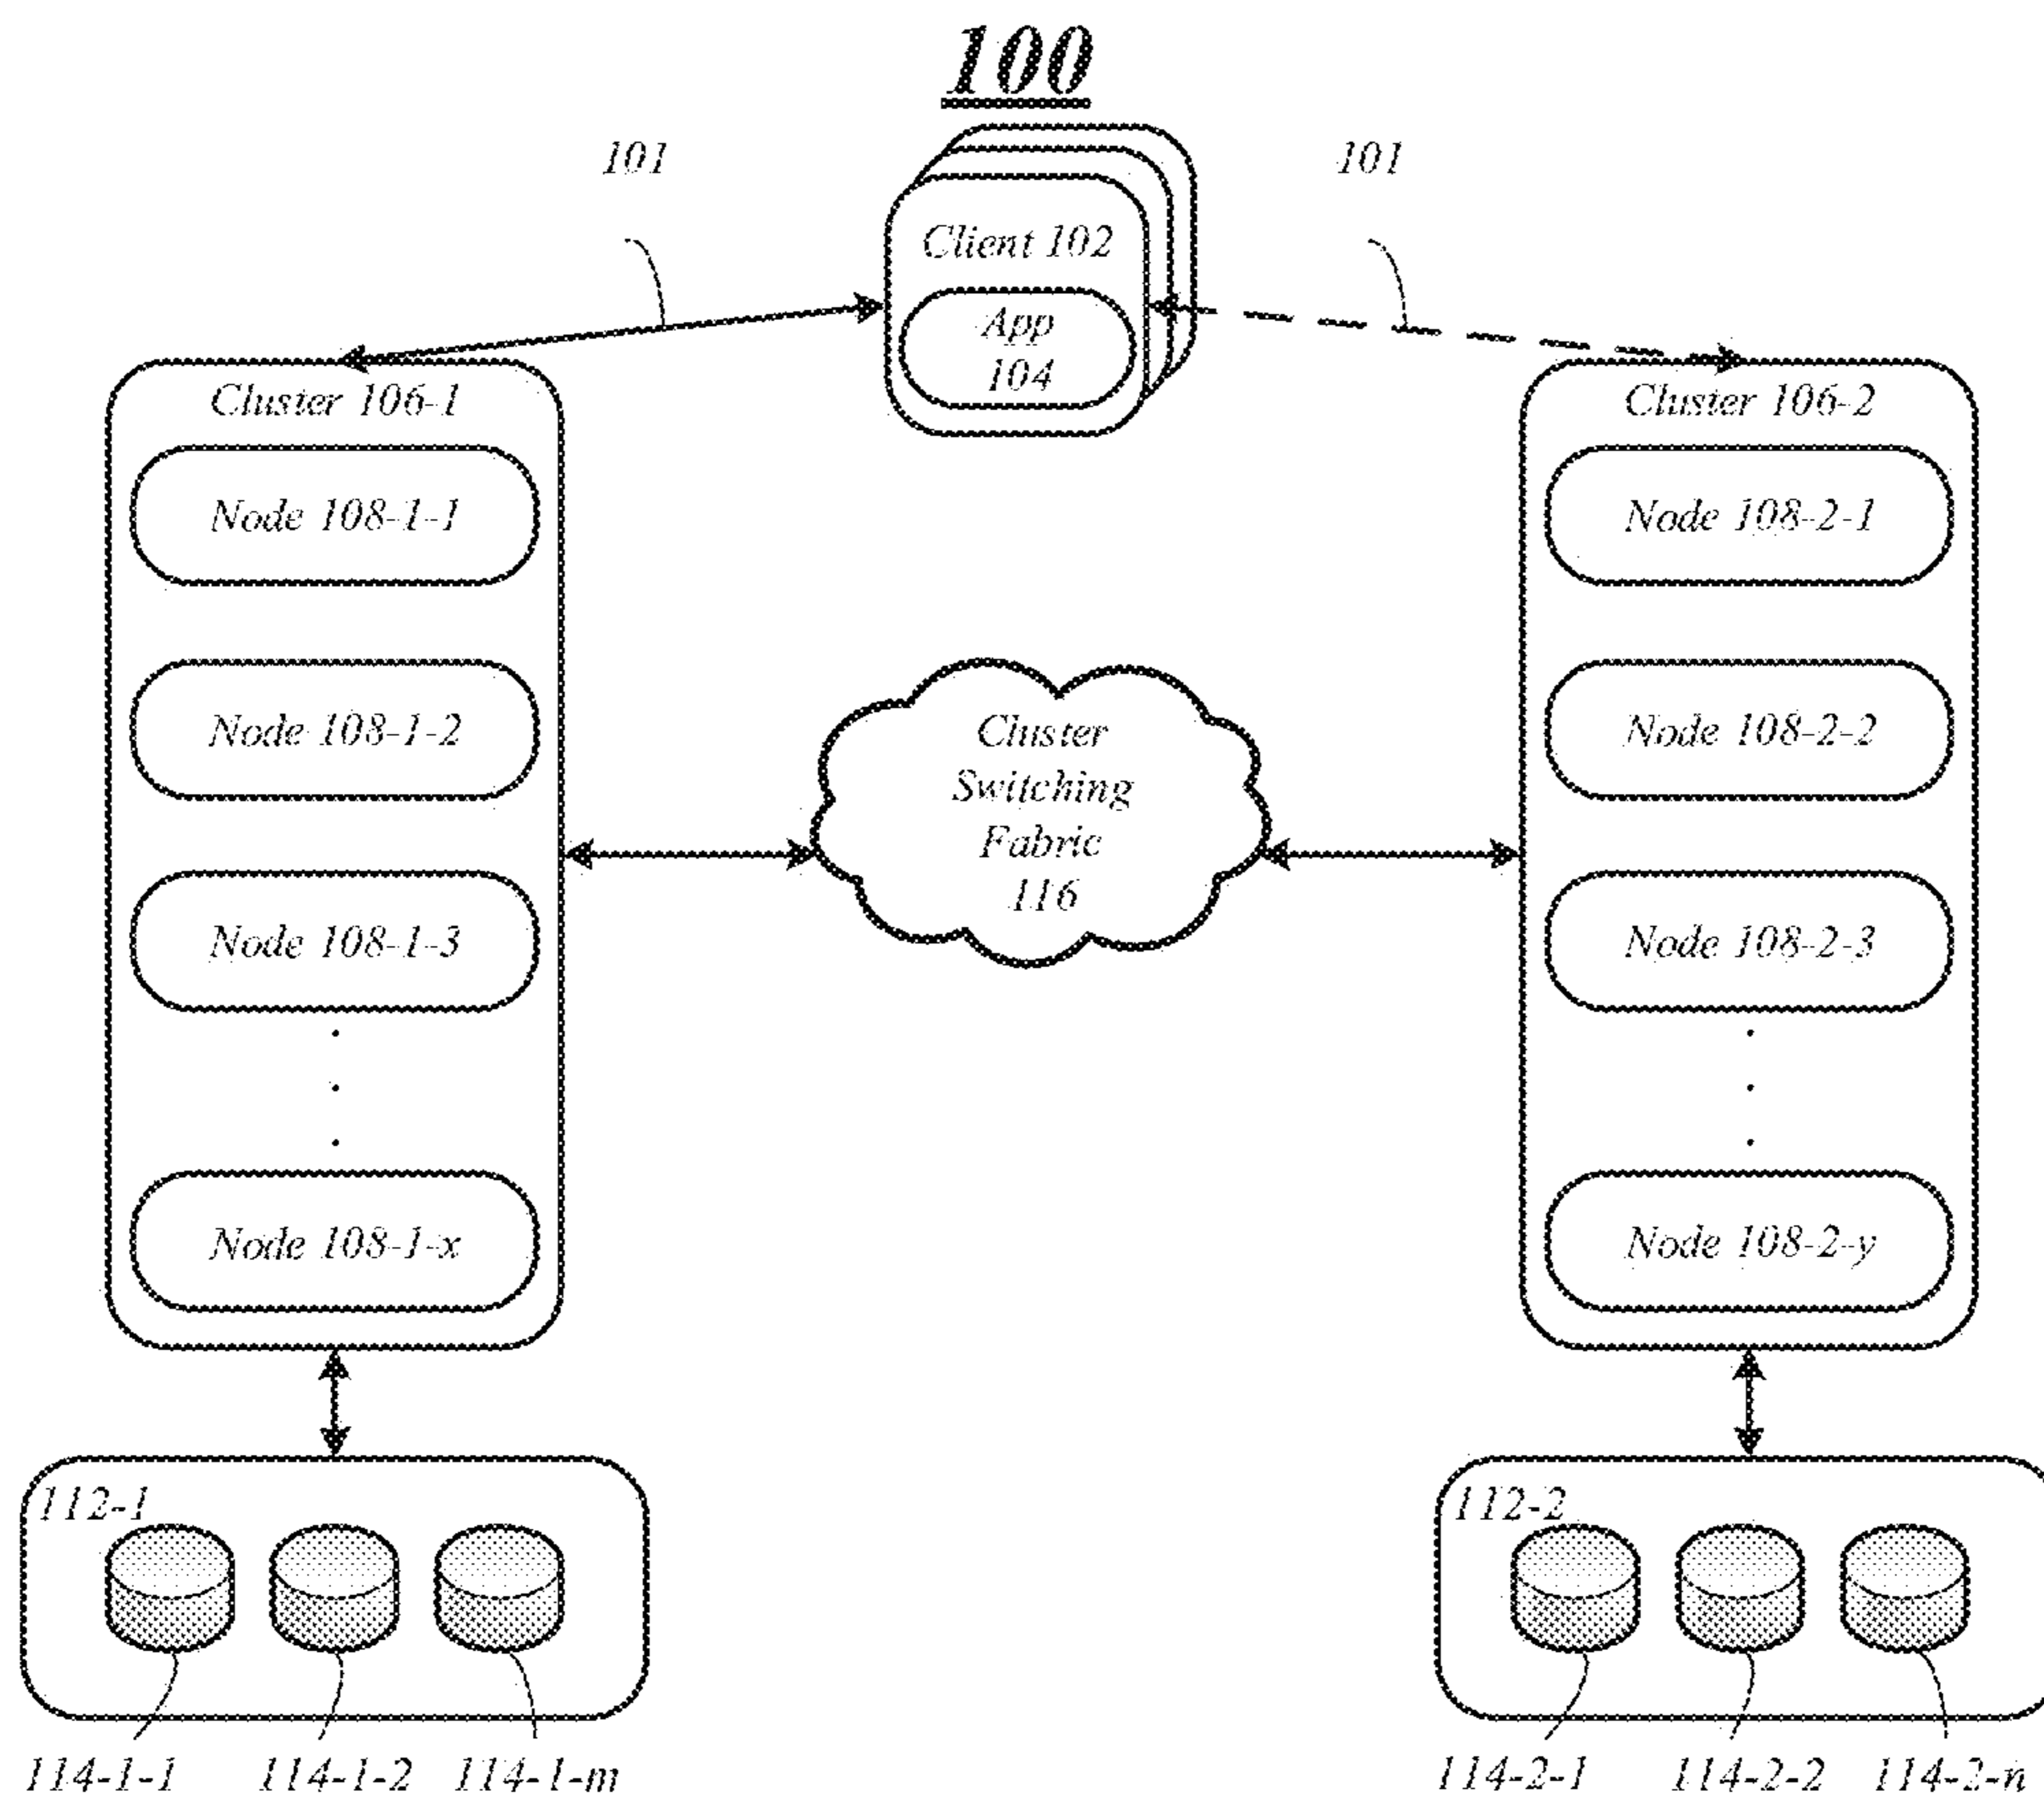 100
101
101
Client 102
App
104
Cluster 106-1
Node 108-1-1
Node 108-1-2
Node 108-1-3
Node 108-1-x
Cluster
Switching
Fabric
116
Cluster 106-2
Node 108-2-1
Node 108-2-2
Node 108-2-3
Node 108-2-y
112-1
114-1-1
114-1-2
114-1-m
112-2
114-2-1
114-2-2
114-2-n